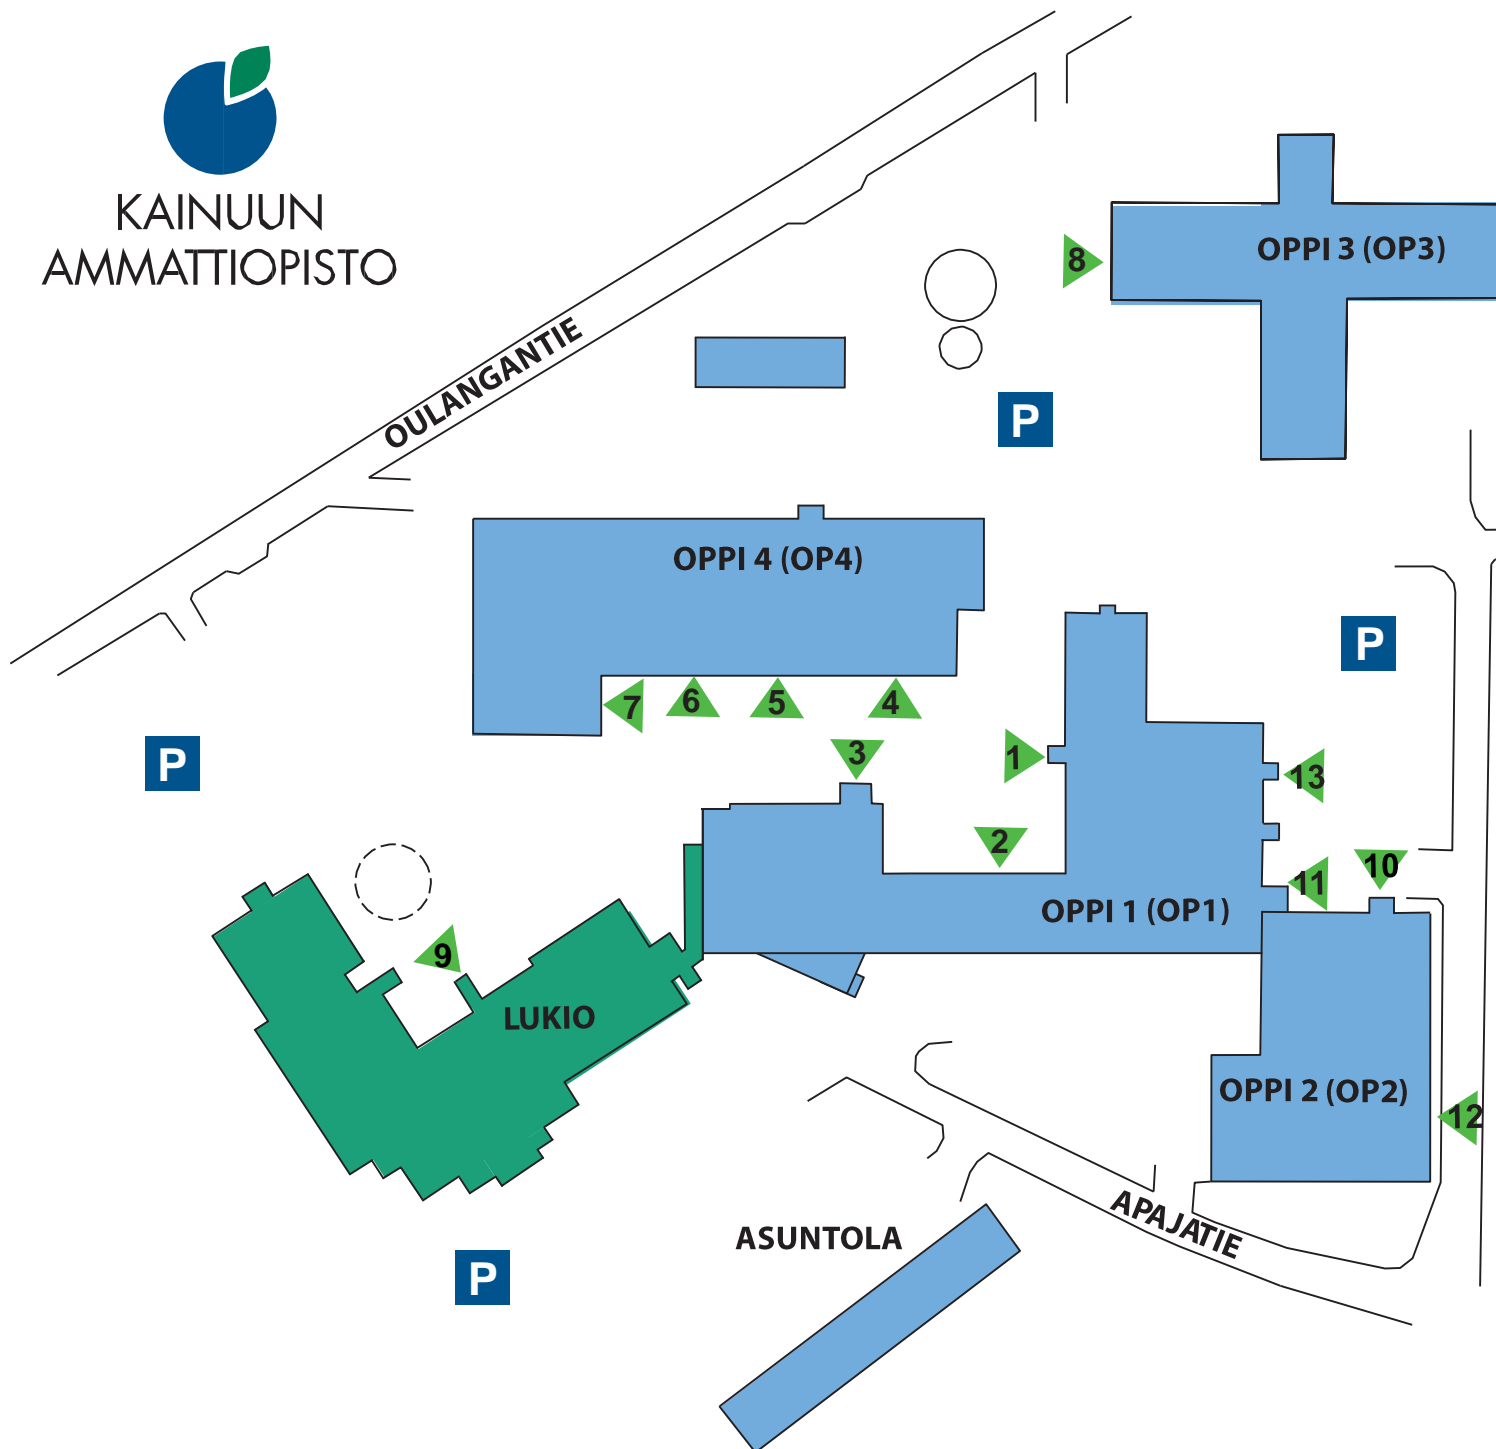 KAINUUN
AMMATTIOPISTO
OULANGANTIE
OPPI 3 (OP3)
8
P
OPPI 4 (OP4)
P
7
6
5
4
3
1
2
13
P
11
10
OPPI 1 (OP1)
9
LUKIO
OPPI 2 (OP2)
12
APAJATIE
ASUNTOLA
P